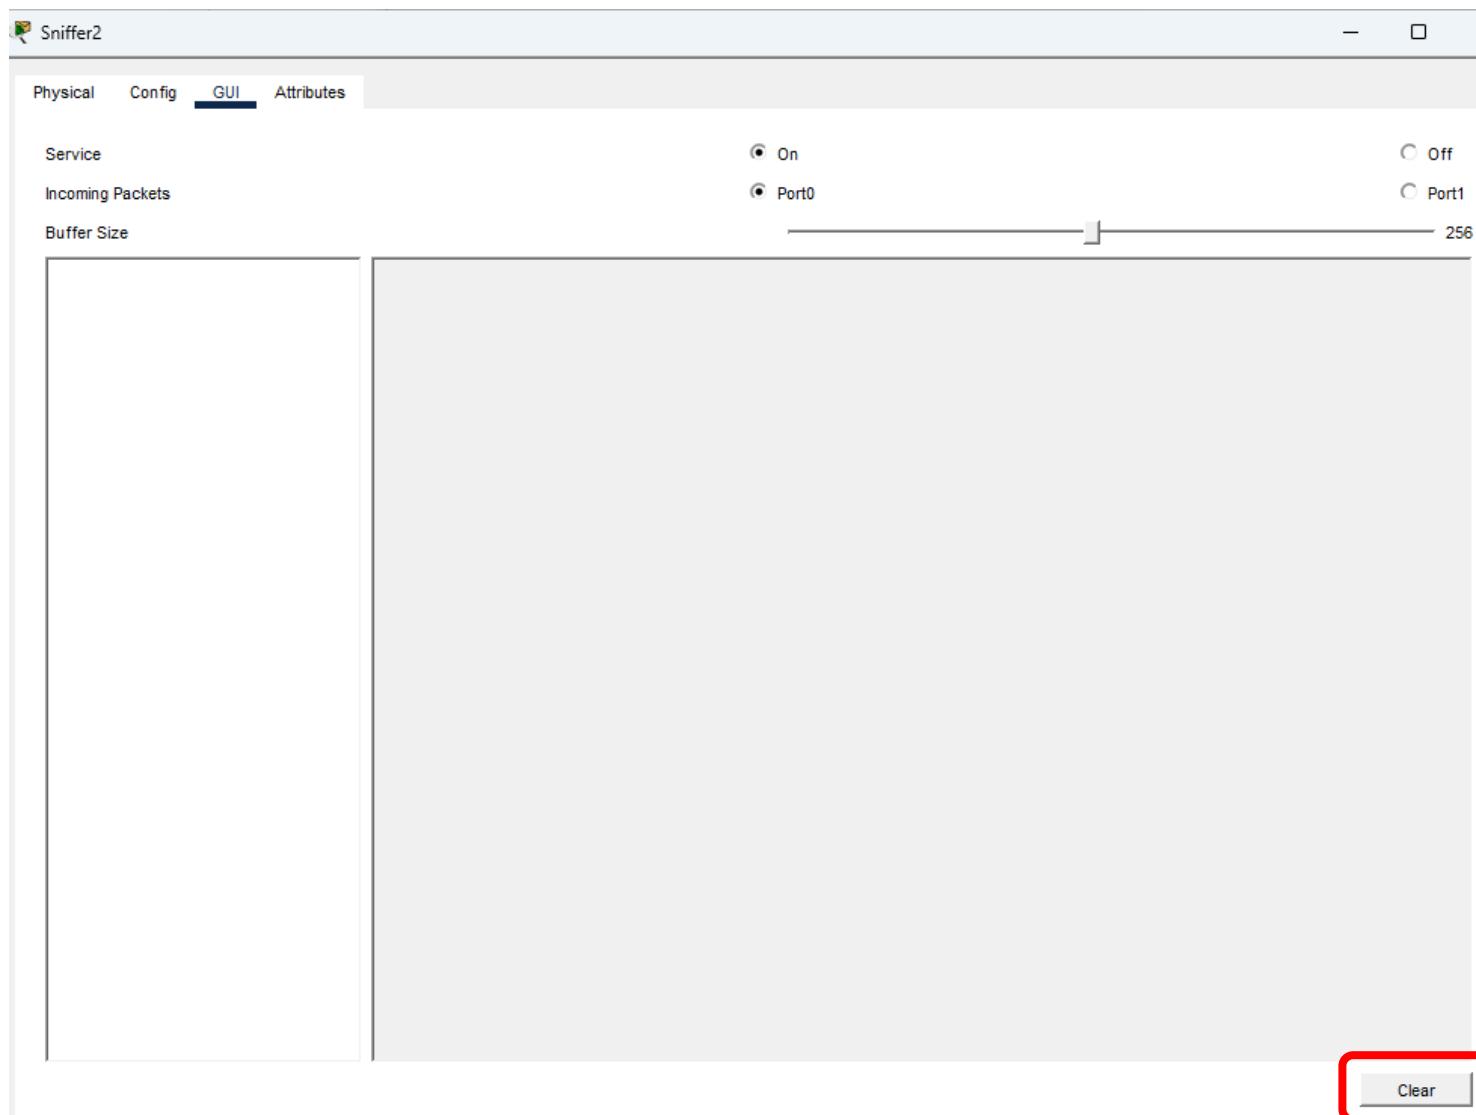 Sniffer2
Physical Config GUI Attributes
Service On Off
Incoming Packets Port0 Port1
Buffer Size 256
Clear